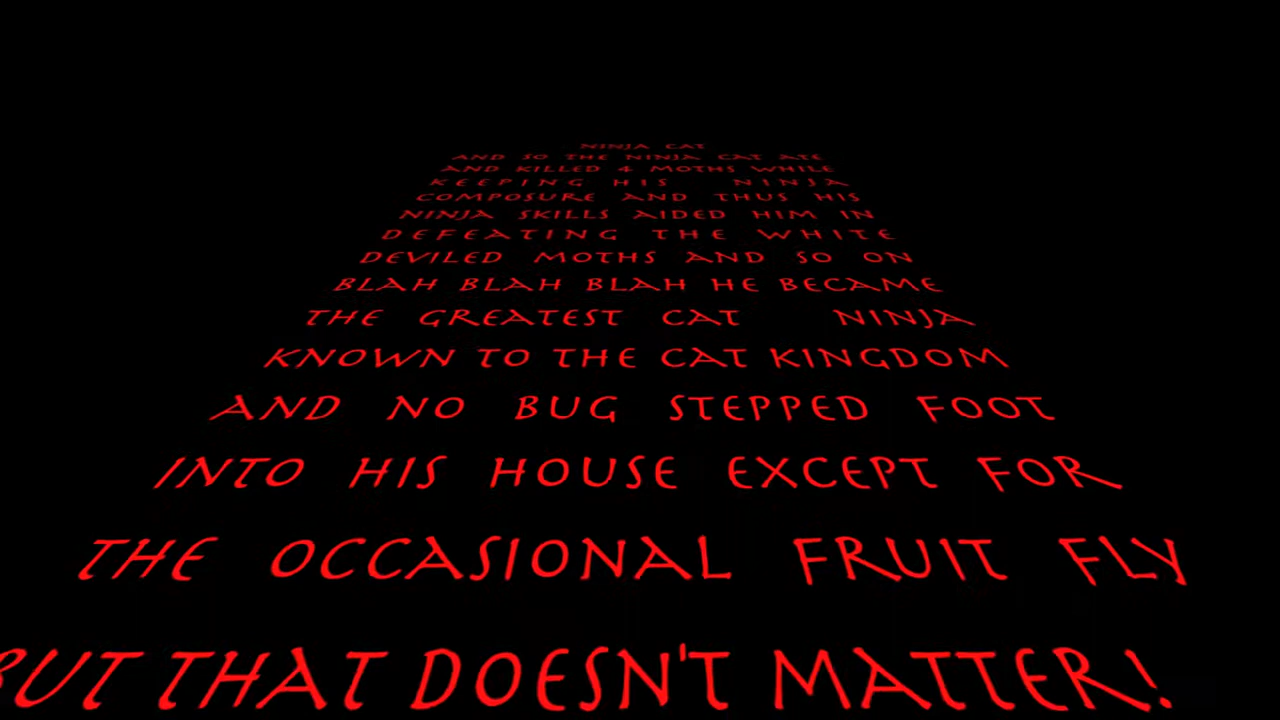 NINJA CAT
AND SO THE NINJA CAT ATE
AND KILLED 4 MOTHS WHILE
KEEPING HIS NINJA
COMPOSURE AND THUS HIS
NINJA SKILLS AIDED HIM IN
DEFEATING THE WHITE
DEVILED MOTHS AND SO ON
BLAH BLAH BLAH HE BECAME
THE GREATEST CAT NINJA
KNOWN TO THE CAT KINGDOM
AND NO BUG STEPPED FOOT
INTO HIS HOUSE EXCEPT FOR
THE OCCASIONAL FRUIT FLY
BUT THAT DOESN'T MATTER!